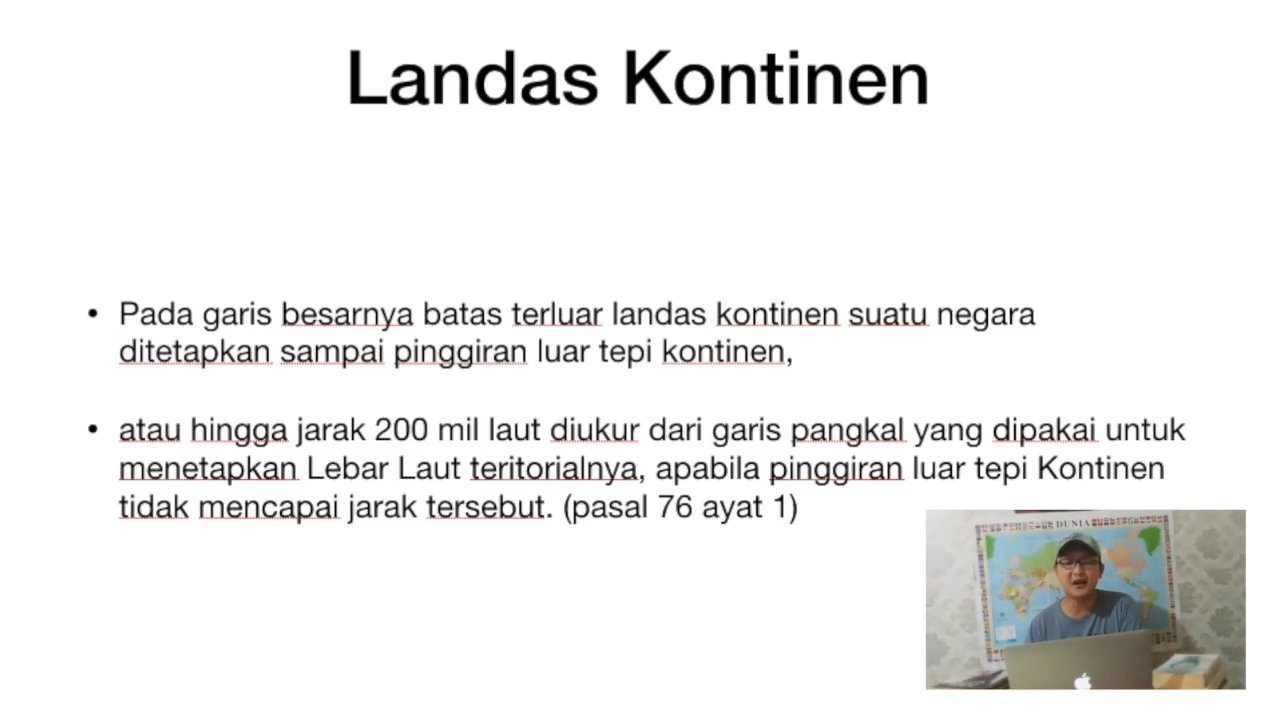 Landas Kontinen
• Pada garis besarnya batas terluar landas kontinen suatu negara
ditetapkan sampai pinggiran luar tepi kontinen,
• atau hingga jarak 200 mil laut diukur dari garis pangkal yang dipakai untuk
menetapkan Lebar Laut teritorialnya, apabila pinggiran luar tepi Kontinen
tidak mencapai jarak tersebut. (pasal 76 ayat 1)
DUNIA